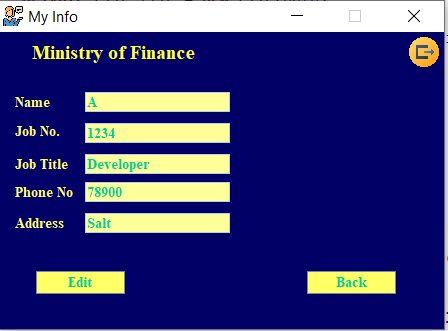 My Info
Ministry of Finance
Name A
Job No. 1234
Job Title Developer
Phone No 78900
Address Salt
Edit Back